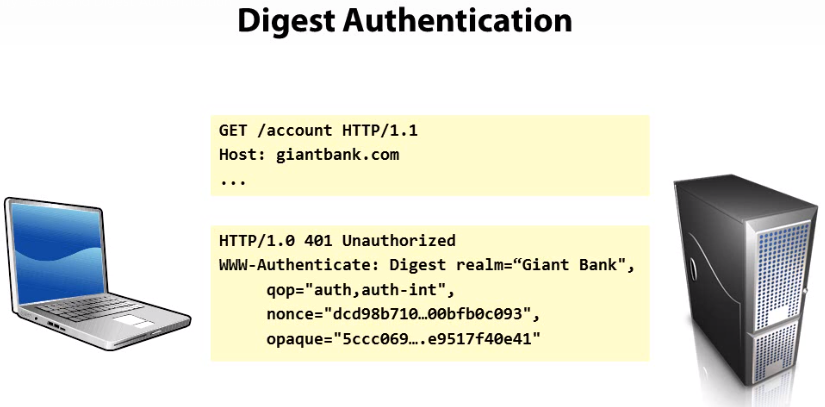 Digest Authentication
GET /account HTTP/1.1
Host: giantbank.com
...
HTTP/1.0 401 Unauthorized
WWW-Authenticate: Digest realm=“Giant Bank",
qop="auth,auth-int",
nonce="dcd98b710…00bfb0c093",
opaque="5ccc069….e9517f40e41"